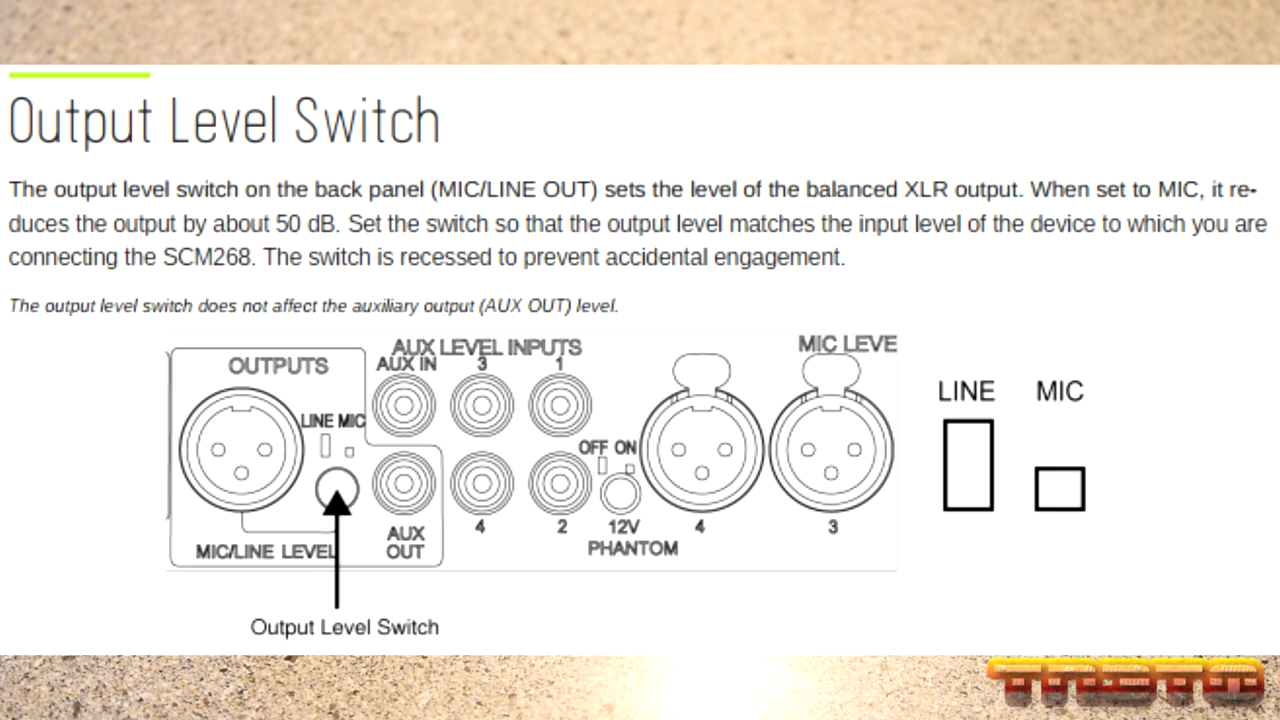 Output Level Switch
The output level switch on the back panel (MIC/LINE OUT) sets the level of the balanced XLR output. When set to MIC, it re-
duces the output by about 50 dB. Set the switch so that the output level matches the input level of the device to which you are
connecting the SCM268. The switch is recessed to prevent accidental engagement.
The output level switch does not affect the auxiliary output (AUX OUT) level.
AUX LEVEL INPUTS
MIC LEVE
OUTPUTS
AUX IN 3 1
LINE MIC
LINE MIC
OFF ON
4 2 12V 4 3
AUX
OUT
PHANTOM
MIC/LINE LEVEL
Output Level Switch